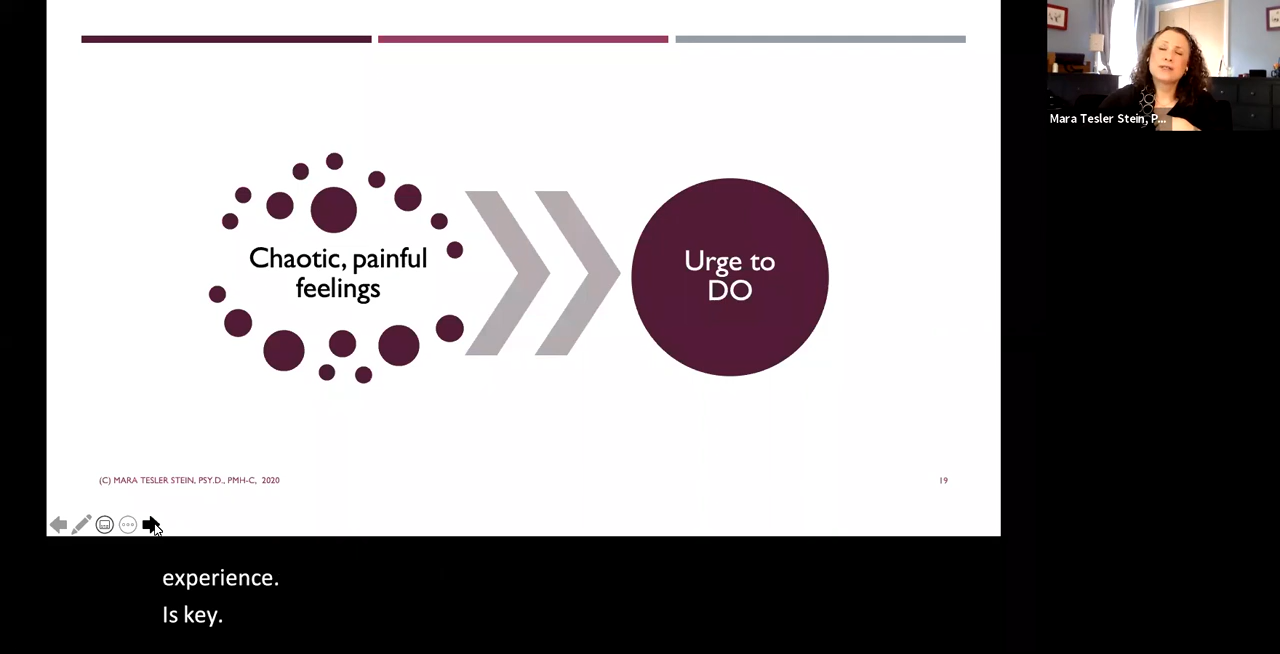 Mara Tesler Stein, P...
Chaotic, painful
feelings
Urge to
DO
(C) MARA TESLER STEIN, PSY.D., PMH-C, 2020
19
experience.
Is key.